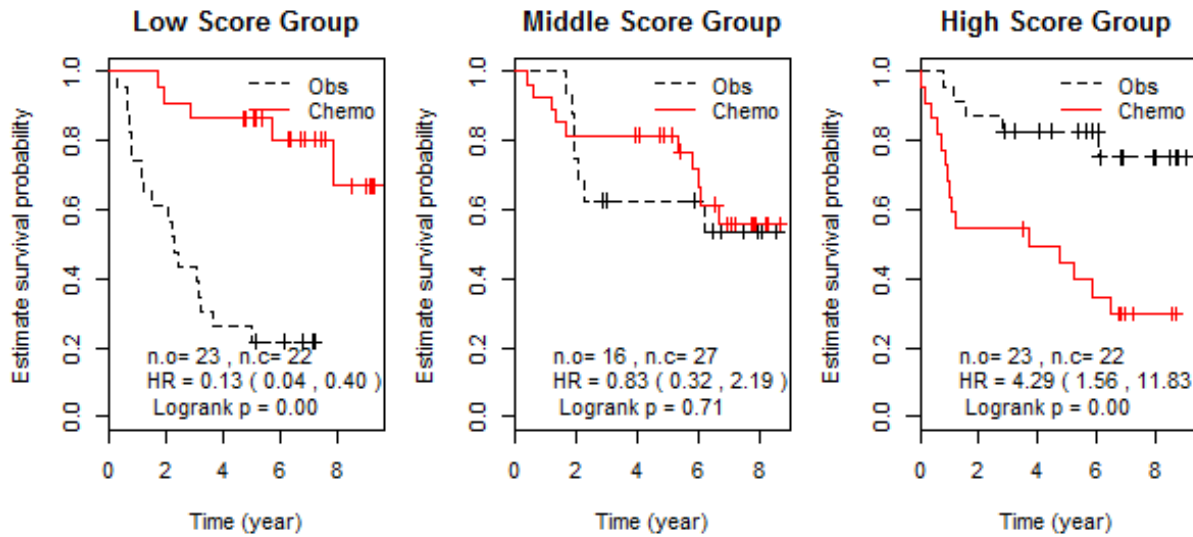 Low Score Group
Estimate survival probability
0.0 0.2 0.4 0.6 0.8 1.0
Obs
Chemo
n.o= 23 , n.c= 22
HR = 0.13 ( 0.04 , 0.40 )
Logrank p = 0.00
0 2 4 6 8
Time (year)
Middle Score Group
Estimate survival probability
0.0 0.2 0.4 0.6 0.8 1.0
Obs
Chemo
n.o= 16 , n.c= 27
HR = 0.83 ( 0.32 , 2.19 )
Logrank p = 0.71
0 2 4 6 8
Time (year)
High Score Group
Estimate survival probability
0.0 0.2 0.4 0.6 0.8 1.0
Obs
Chemo
n.o= 23 , n.c= 22
HR = 4.29 ( 1.56 , 11.83
Logrank p = 0.00
0 2 4 6 8
Time (year)